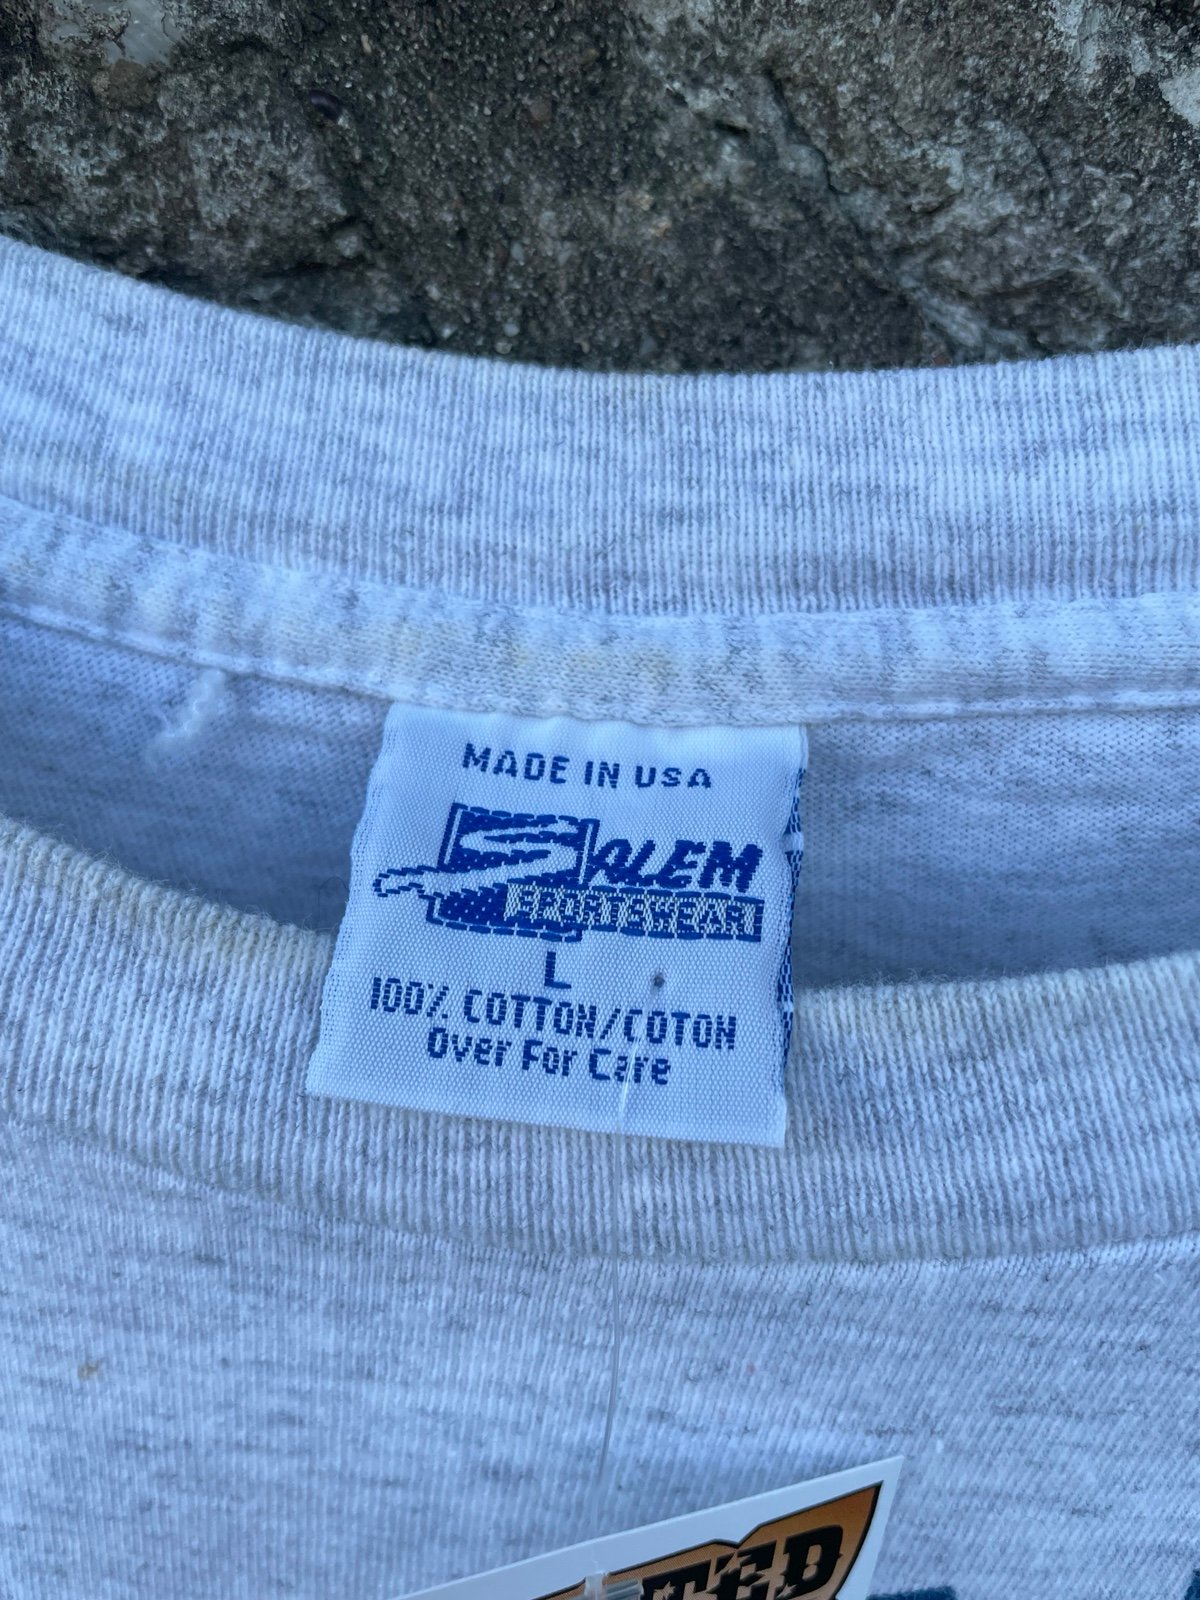 MADE IN USA
SALEM
SPORTSWEAR
L
100% COTTON/COTON
Over For Care